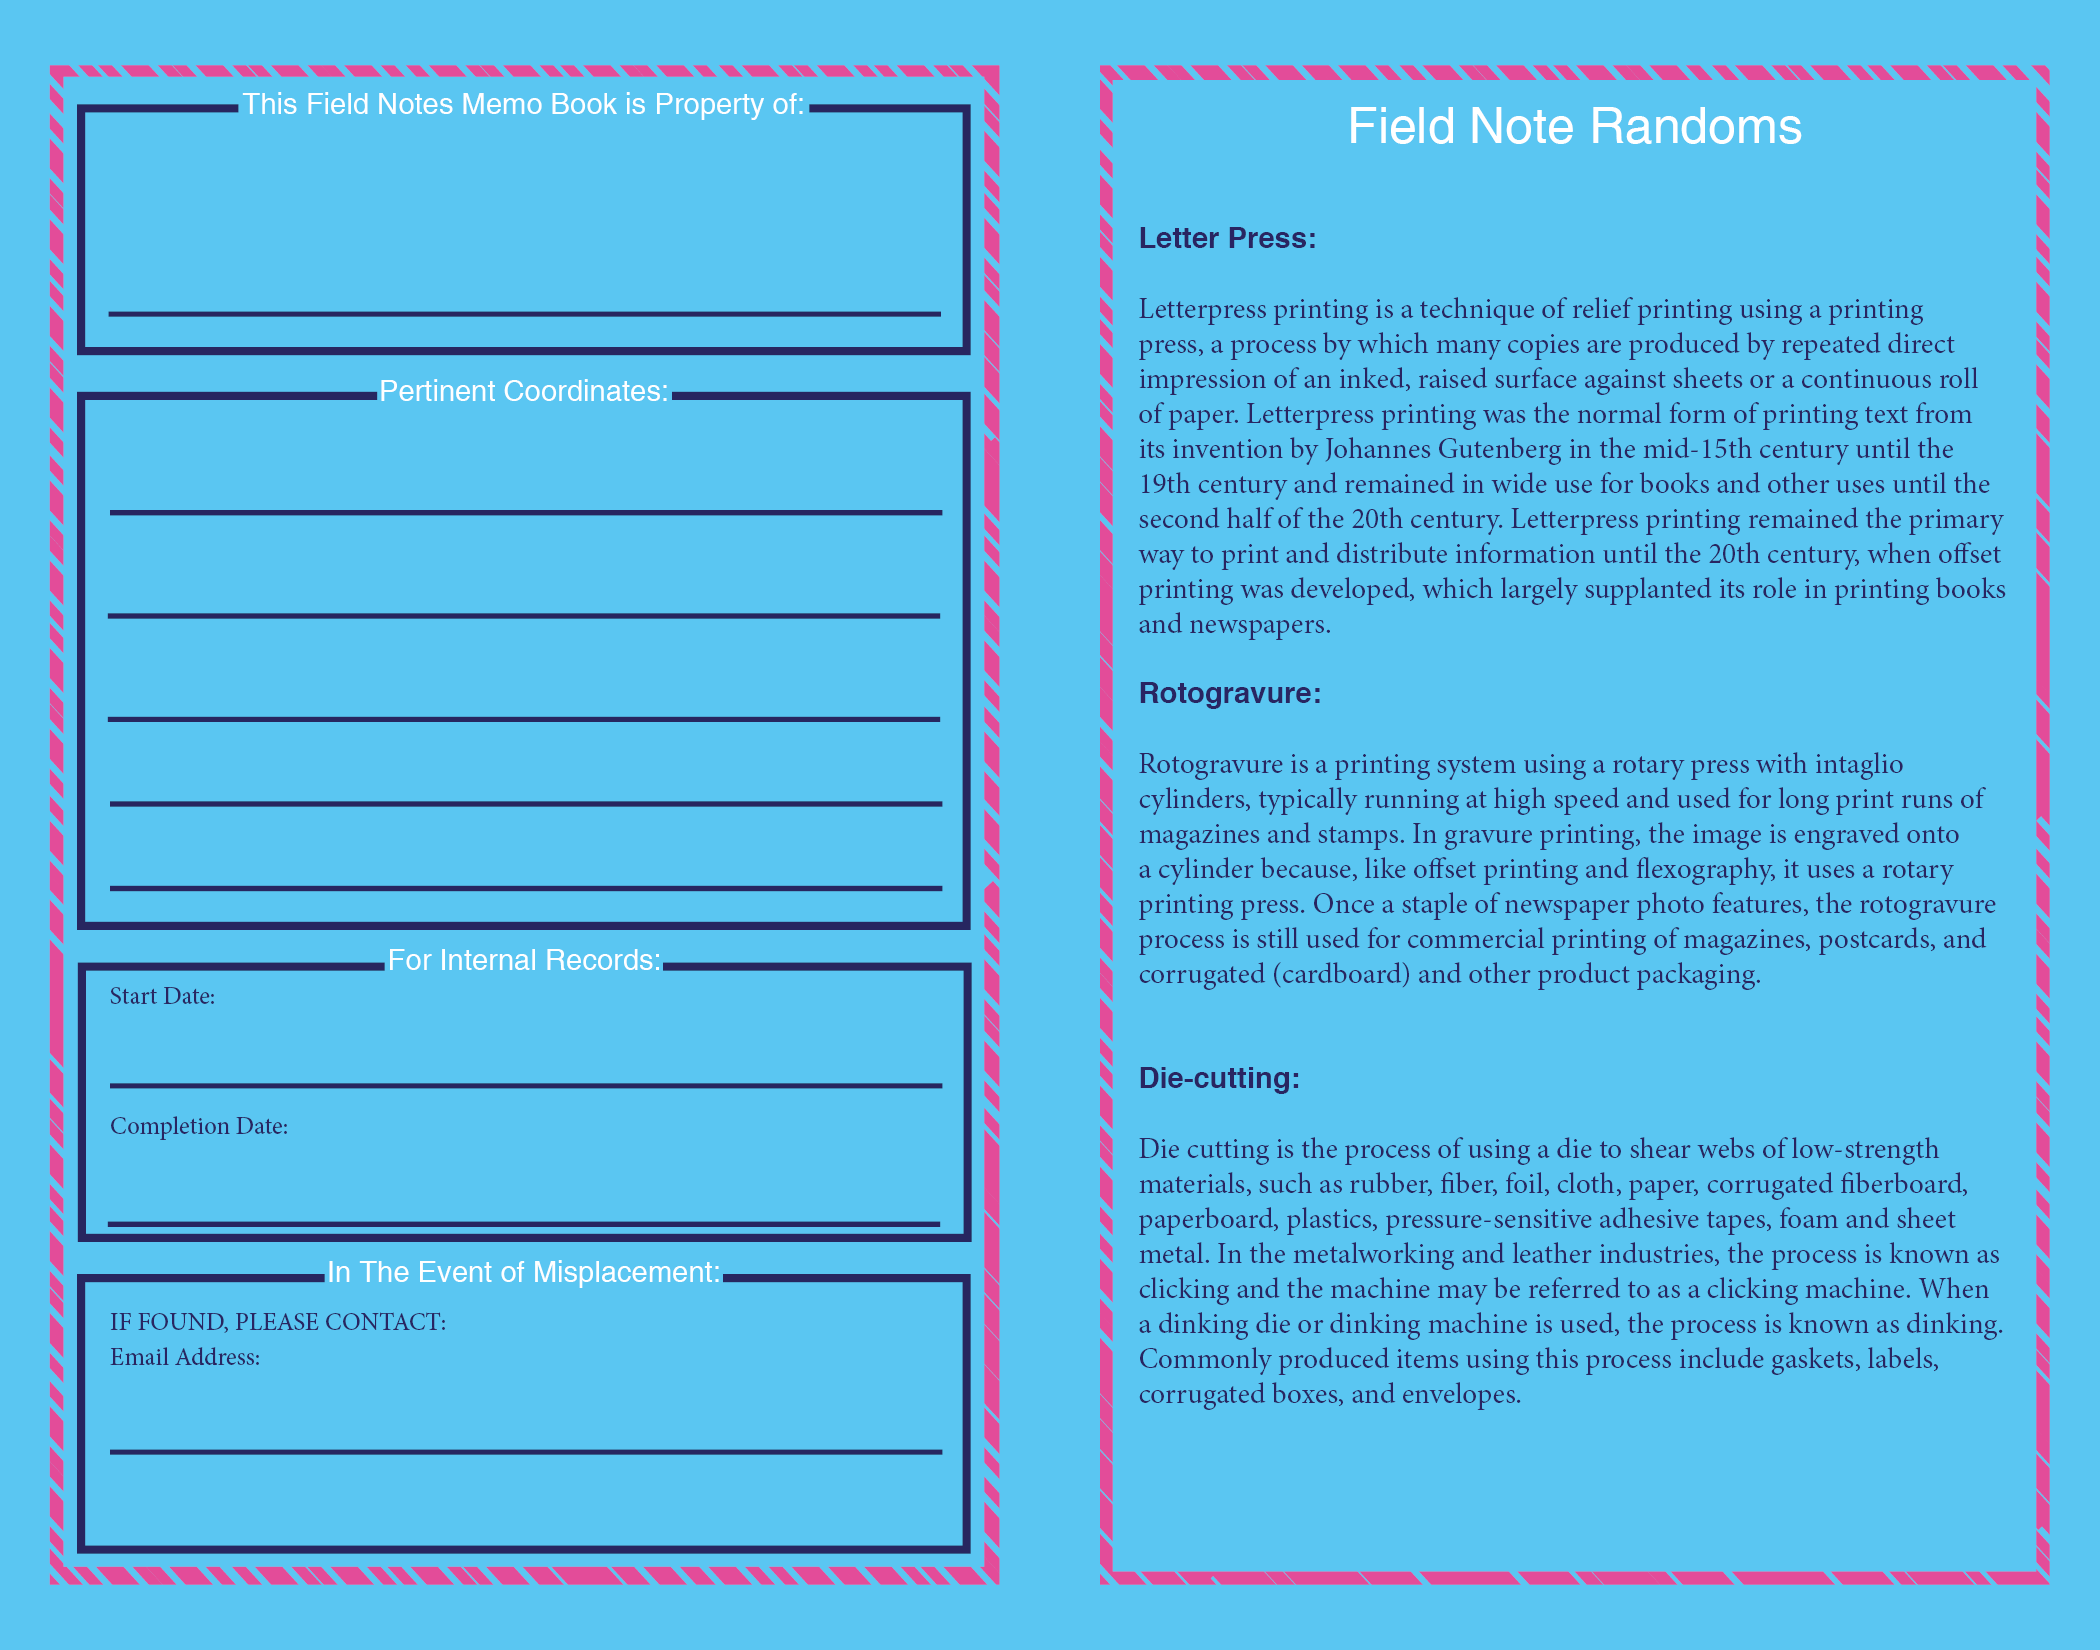 This Field Notes Memo Book is Property of:
Pertinent Coordinates:
For Internal Records:
Start Date:
Completion Date:
In The Event of Misplacement:
IF FOUND, PLEASE CONTACT:
Email Address:
Field Note Randoms
Letter Press:
Letterpress printing is a technique of relief printing using a printing
press, a process by which many copies are produced by repeated direct
impression of an inked, raised surface against sheets or a continuous roll
of paper. Letterpress printing was the normal form of printing text from
its invention by Johannes Gutenberg in the mid-15th century until the
19th century and remained in wide use for books and other uses until the
second half of the 20th century. Letterpress printing remained the primary
way to print and distribute information until the 20th century, when offset
printing was developed, which largely supplanted its role in printing books
and newspapers.
Rotogravure:
Rotogravure is a printing system using a rotary press with intaglio
cylinders, typically running at high speed and used for long print runs of
magazines and stamps. In gravure printing, the image is engraved onto
a cylinder because, like offset printing and flexography, it uses a rotary
printing press. Once a staple of newspaper photo features, the rotogravure
process is still used for commercial printing of magazines, postcards, and
corrugated (cardboard) and other product packaging.
Die-cutting:
Die cutting is the process of using a die to shear webs of low-strength
materials, such as rubber, fiber, foil, cloth, paper, corrugated fiberboard,
paperboard, plastics, pressure-sensitive adhesive tapes, foam and sheet
metal. In the metalworking and leather industries, the process is known as
clicking and the machine may be referred to as a clicking machine. When
a dinking die or dinking machine is used, the process is known as dinking.
Commonly produced items using this process include gaskets, labels,
corrugated boxes, and envelopes.